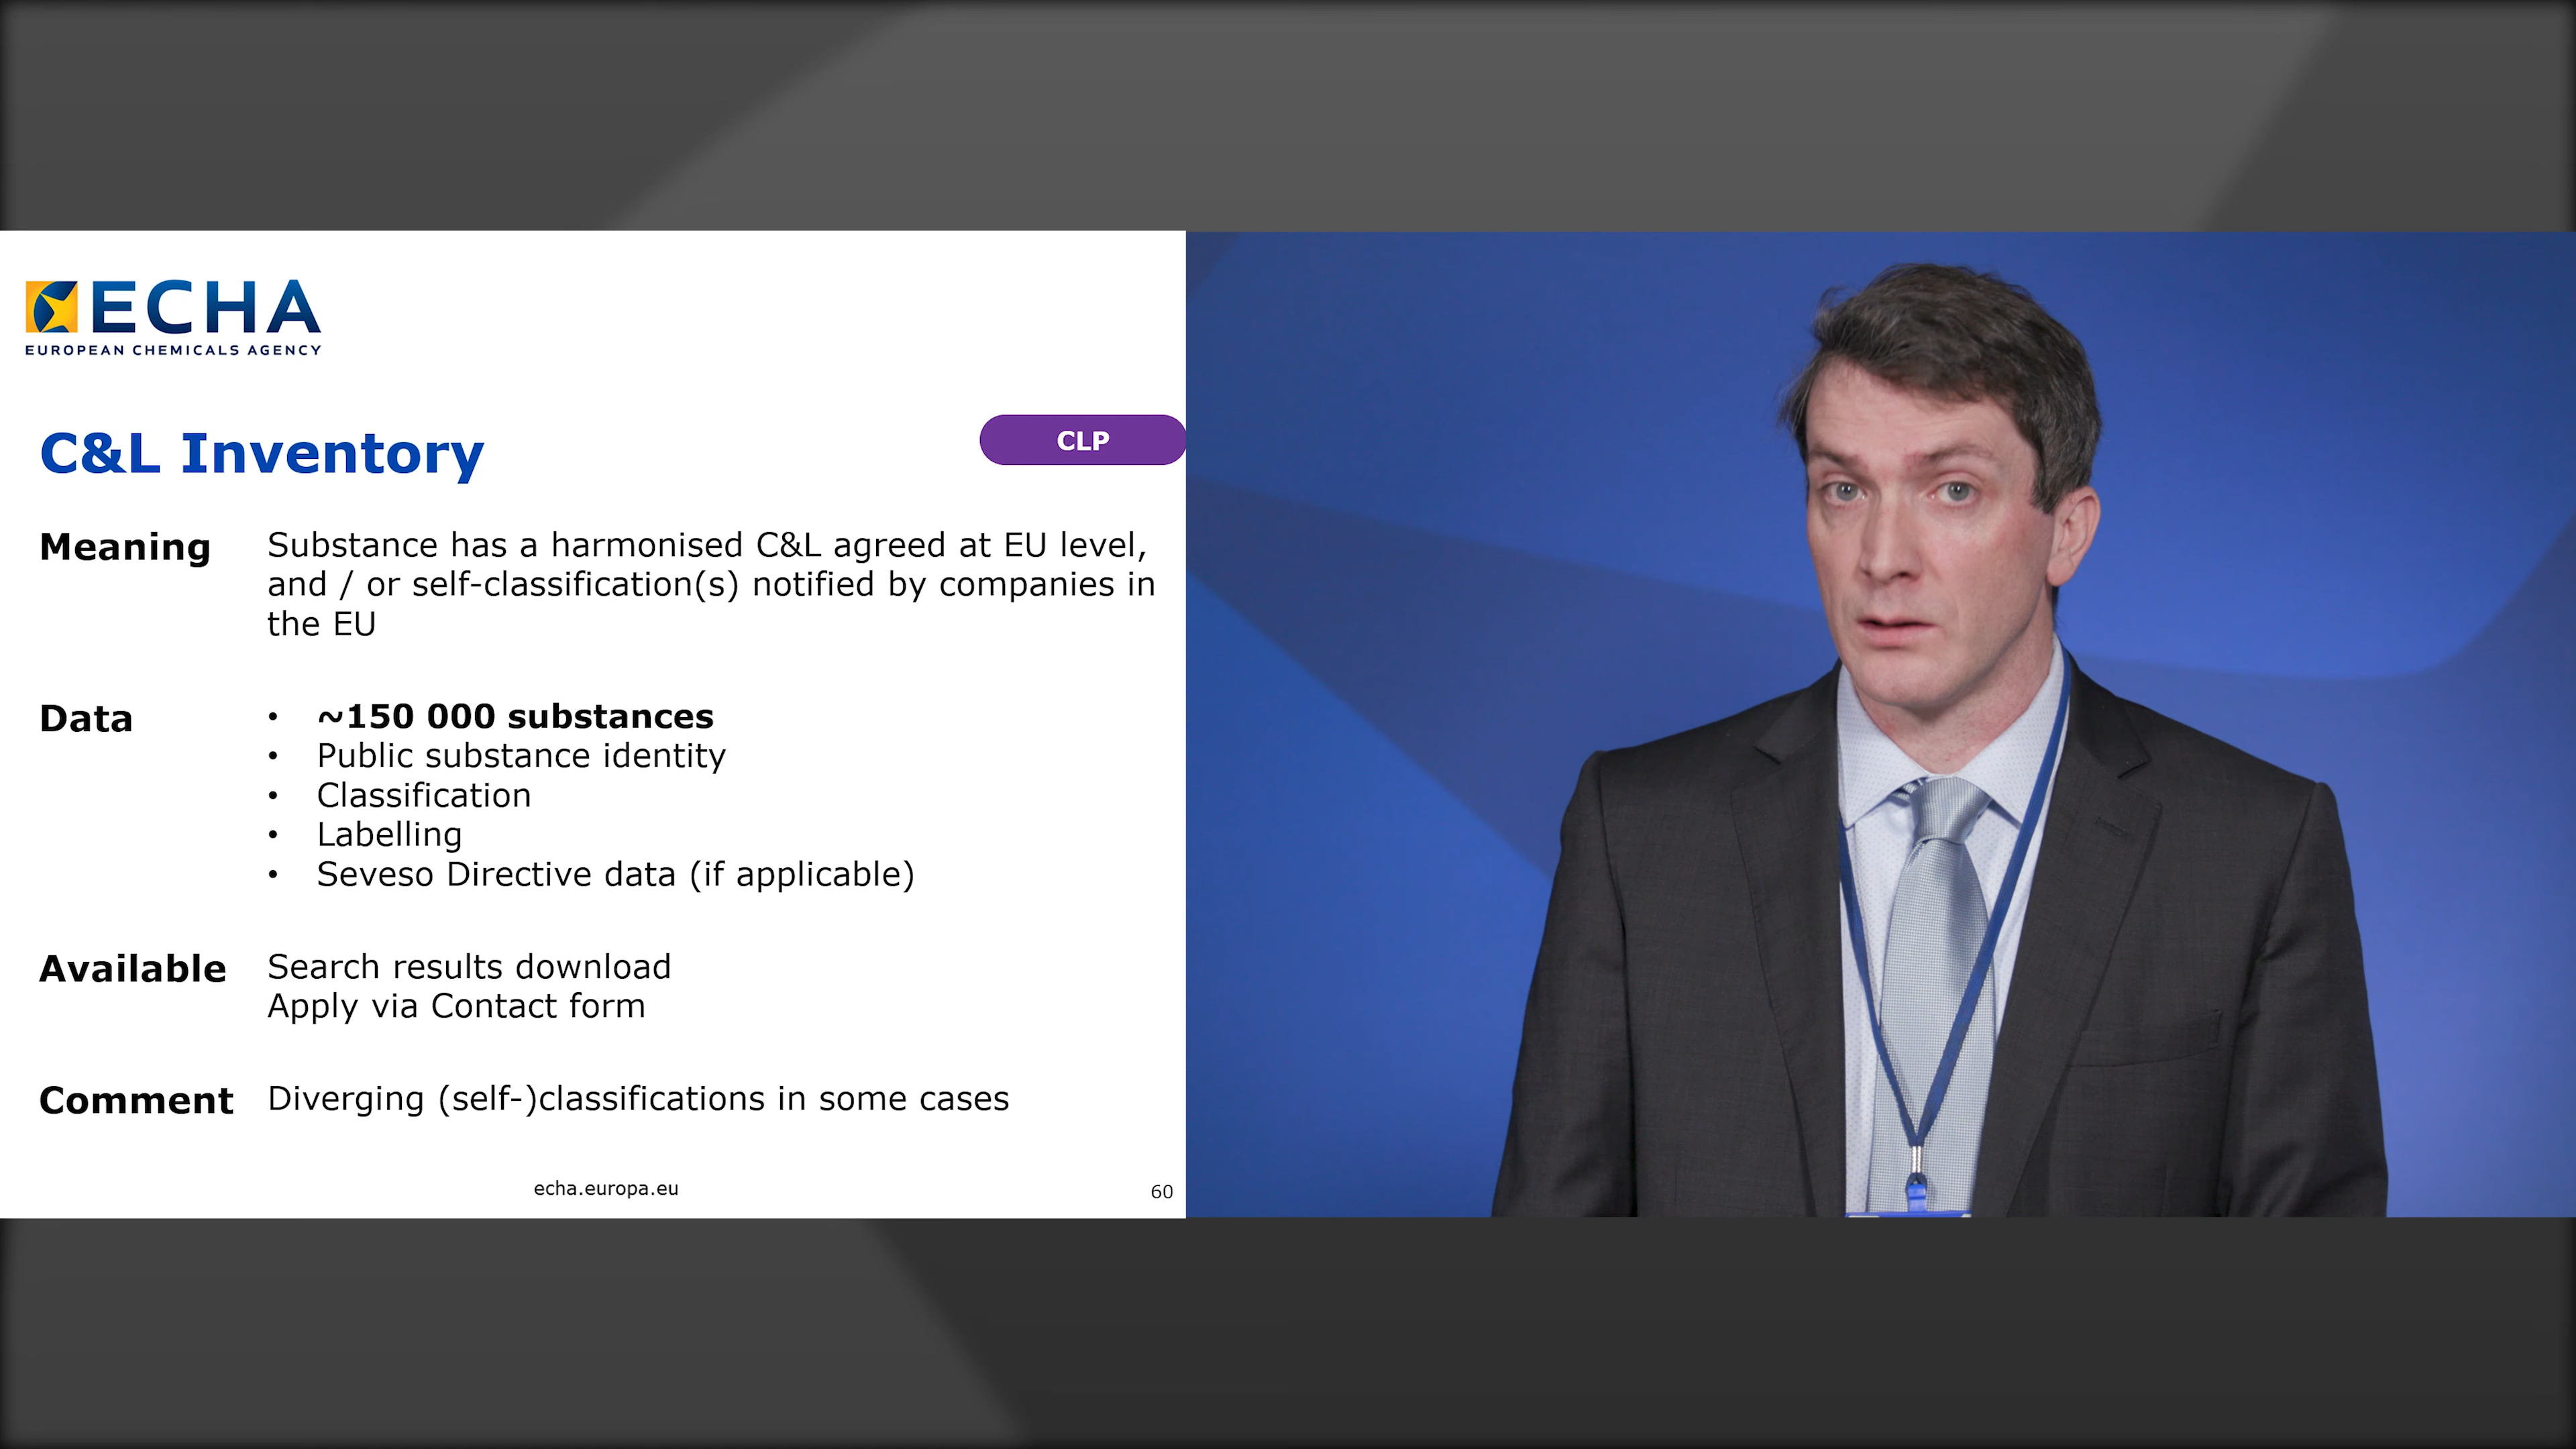 ECHA
EUROPEAN CHEMICALS AGENCY
C&L Inventory
CLP
Meaning
Substance has a harmonised C&L agreed at EU level,
and / or self-classification(s) notified by companies in
the EU
Data
• ~150 000 substances
• Public substance identity
• Classification
• Labelling
• Seveso Directive data (if applicable)
Available
Search results download
Apply via Contact form
Comment
Diverging (self-)classifications in some cases
echa.europa.eu
60